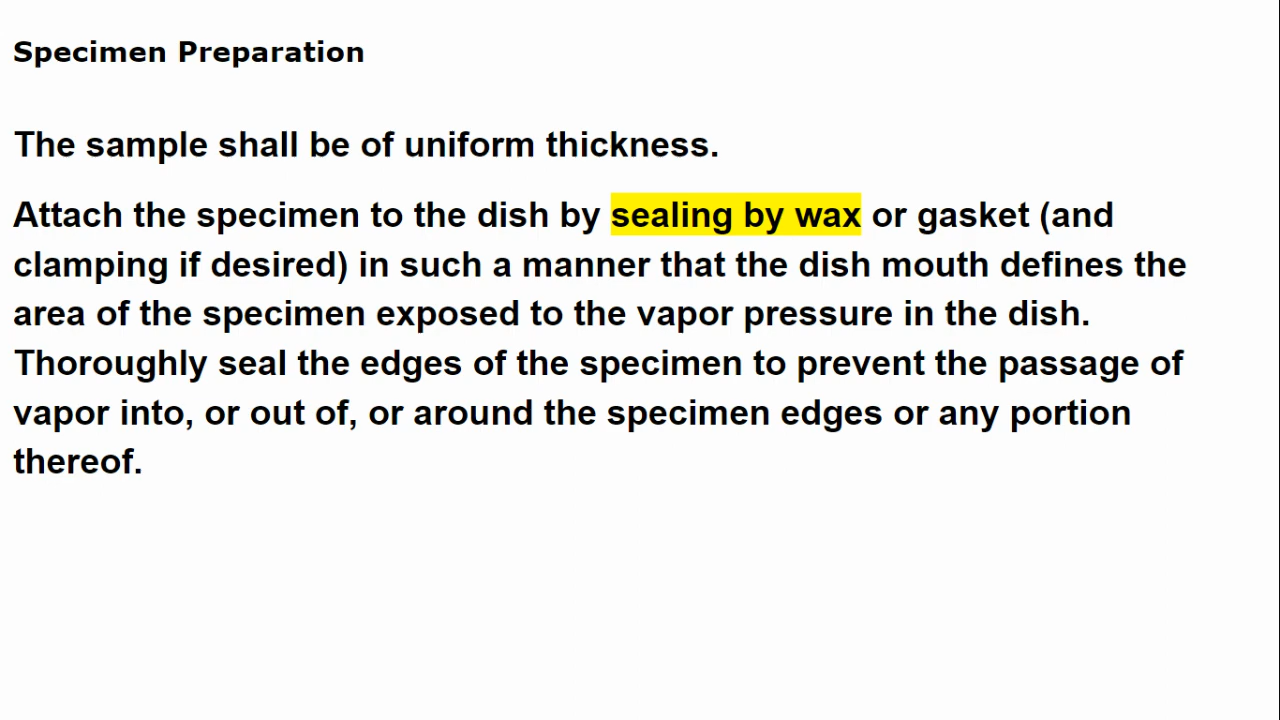 Specimen Preparation
The sample shall be of uniform thickness.
Attach the specimen to the dish by sealing by wax or gasket (and
clamping if desired) in such a manner that the dish mouth defines the
area of the specimen exposed to the vapor pressure in the dish.
Thoroughly seal the edges of the specimen to prevent the passage of
vapor into, or out of, or around the specimen edges or any portion
thereof.